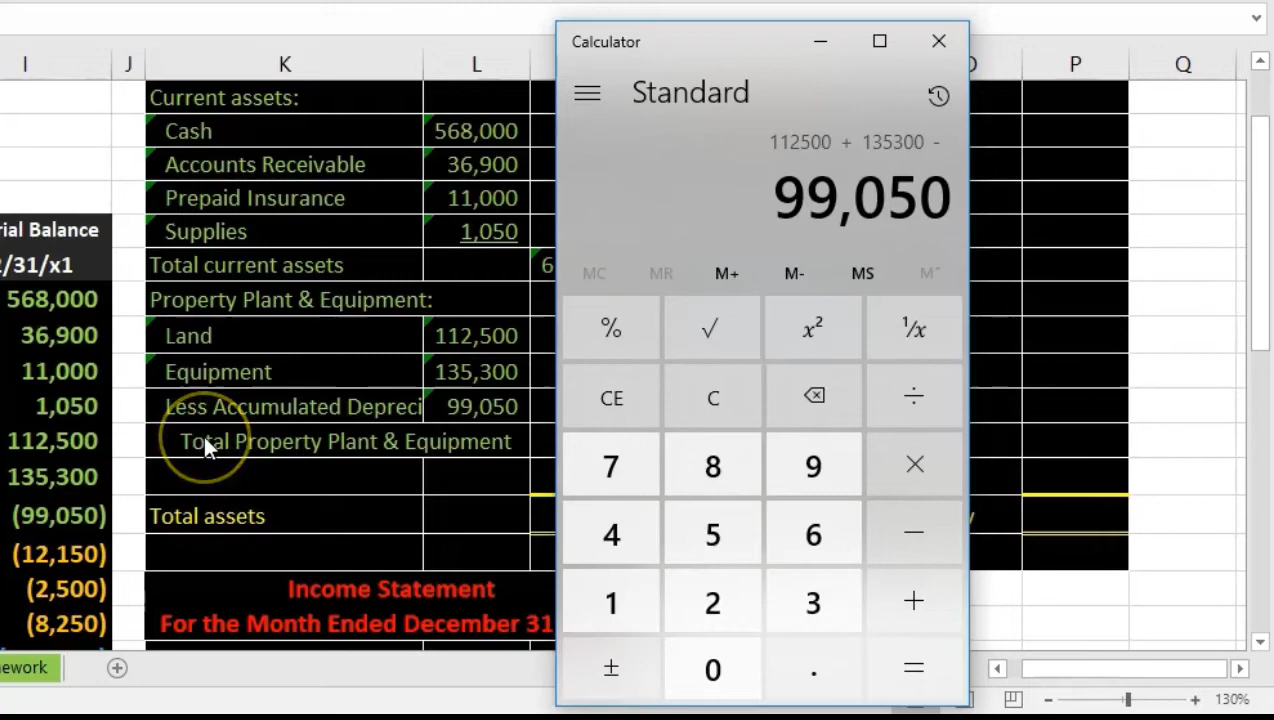 I J K L P Q
Current assets:
Cash 568,000
Accounts Receivable 36,900
Prepaid Insurance 11,000
Supplies 1,050
Total current assets 6
Property Plant & Equipment:
Land 112,500
Equipment 135,300
Less Accumulated Depreci 99,050
Total Property Plant & Equipment
Total assets
Income Statement
For the Month Ended December 31
rial Balance
2/31/x1
568,000
36,900
11,000
1,050
112,500
135,300
(99,050)
(12,150)
(2,500)
(8,250)
Calculator
Standard
112500 + 135300 -
99,050
MC MR M+ M- MS M˅
% √ x² ¹/x
CE C ÷
7 8 9 ×
4 5 6 −
1 2 3 +
± 0 . =
ework
- + 130%